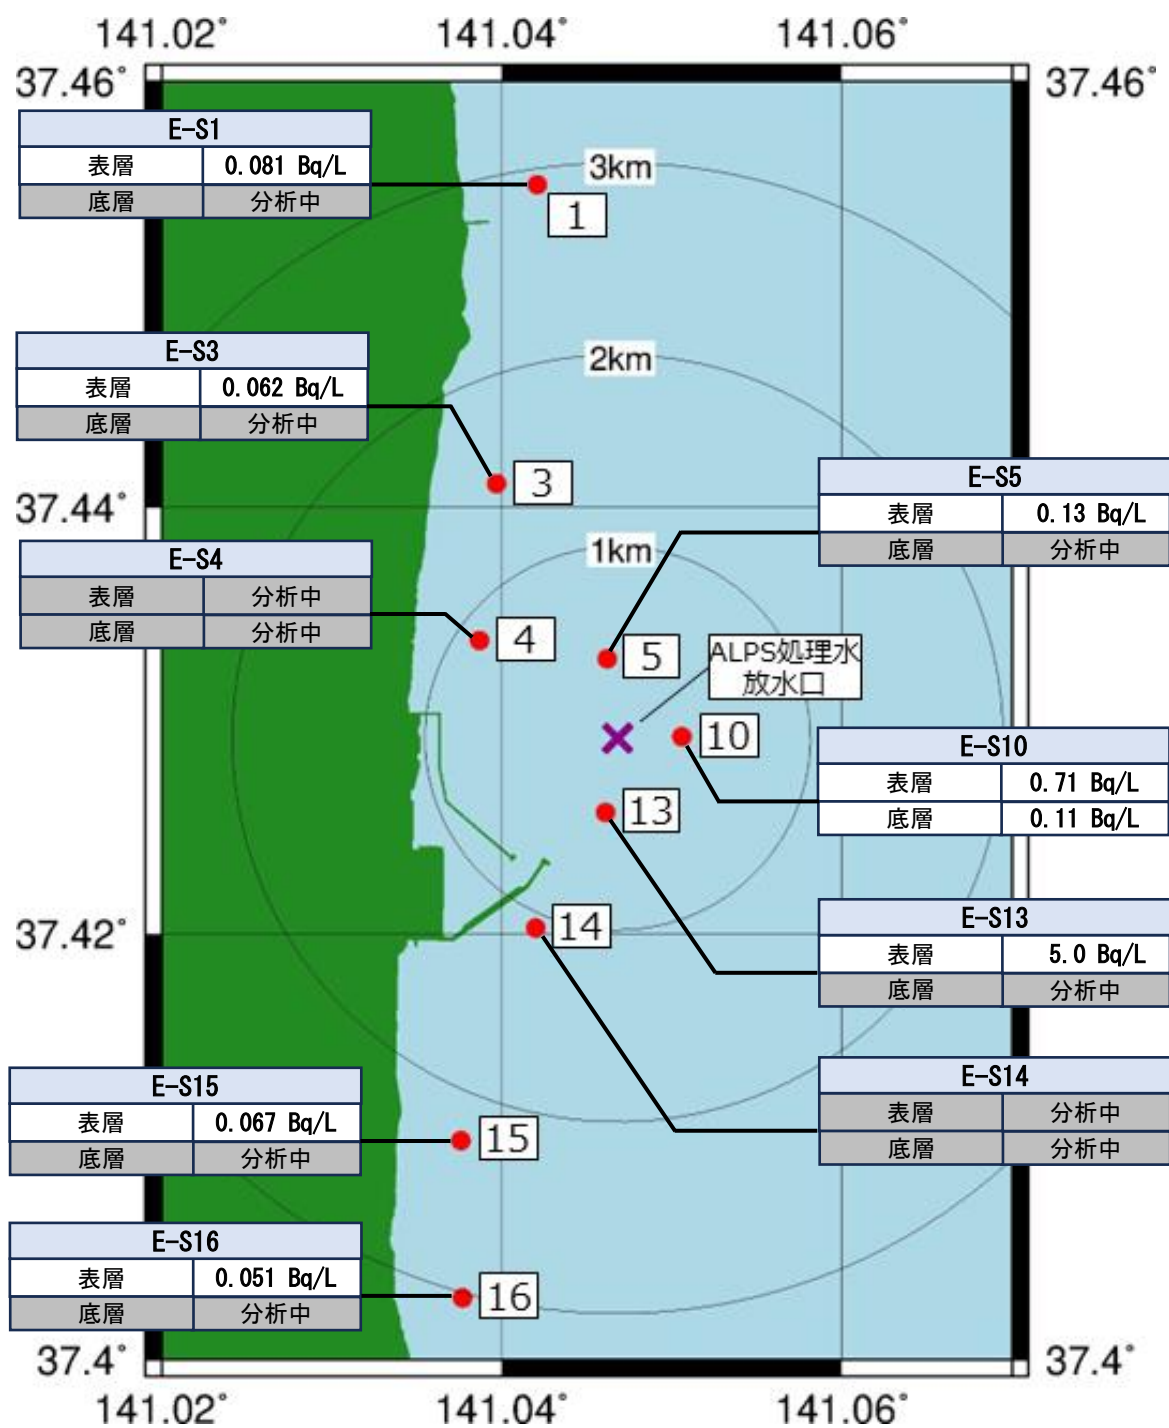 141.02° 141.04° 141.06°
37.46° 37.46°
E-S1
表層 0.081 Bq/L
底層 分析中
3km
1
E-S3
表層 0.062 Bq/L
底層 分析中
2km
3
37.44°
E-S5
表層 0.13 Bq/L
底層 分析中
E-S4
表層 分析中
底層 分析中
1km
4
5
ALPS処理水
放水口
10
E-S10
表層 0.71 Bq/L
底層 0.11 Bq/L
13
E-S13
表層 5.0 Bq/L
底層 分析中
14
37.42°
E-S14
表層 分析中
底層 分析中
E-S15
表層 0.067 Bq/L
底層 分析中
15
E-S16
表層 0.051 Bq/L
底層 分析中
16
37.4° 37.4°
141.02° 141.04° 141.06°